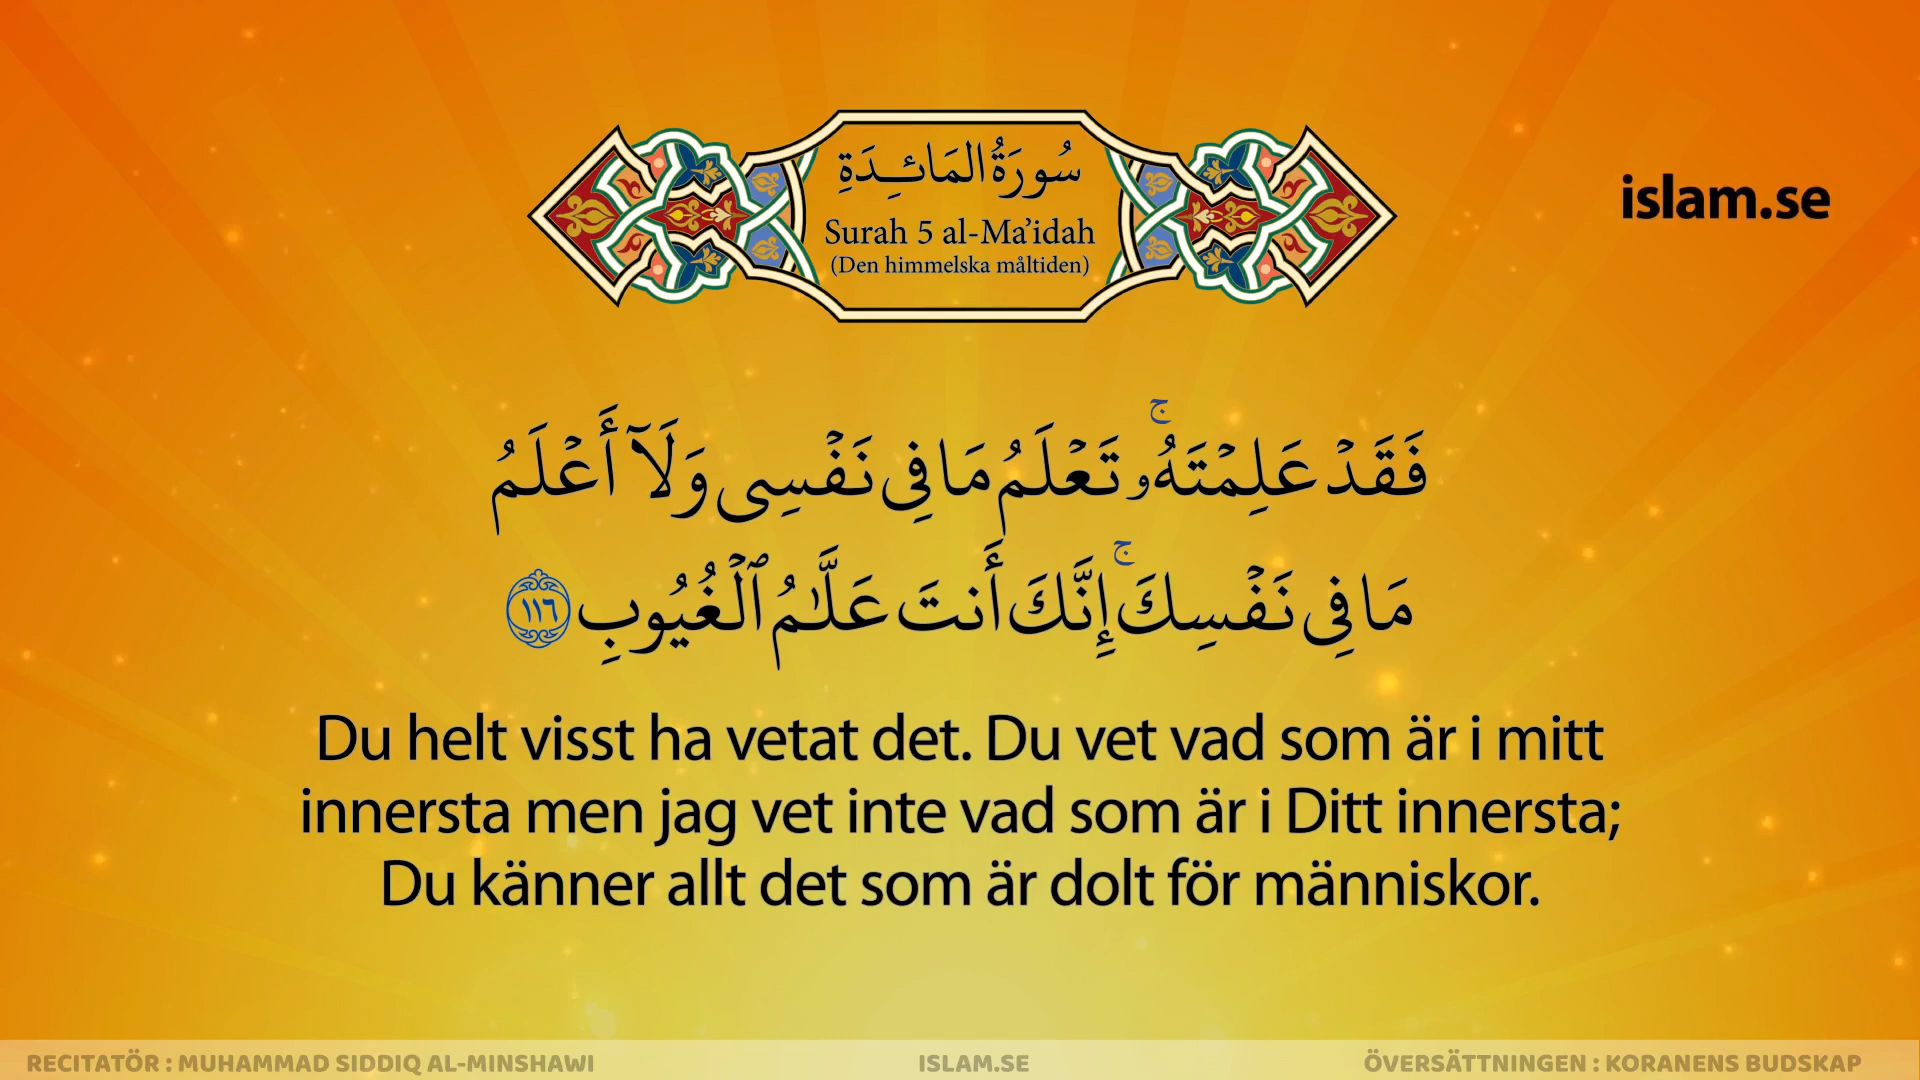 سُورَةُ المَائِدَةِ
Surah 5 al-Ma’idah
(Den himmelska måltiden)
islam.se
فَقَدۡ عَلِمۡتَهُۥۚ تَعۡلَمُ مَا فِی نَفۡسِی وَلَاۤ أَعۡلَمُ
مَا فِی نَفۡسِكَۚ إِنَّكَ أَنتَ عَلَّـٰمُ ٱلۡغُیُوبِ ١١٦
Du helt visst ha vetat det. Du vet vad som är i mitt
innersta men jag vet inte vad som är i Ditt innersta;
Du känner allt det som är dolt för människor.
RECITATÖR : MUHAMMAD SIDDIQ AL-MINSHAWI
ISLAM.SE
ÖVERSÄTTNINGEN : KORANENS BUDSKAP